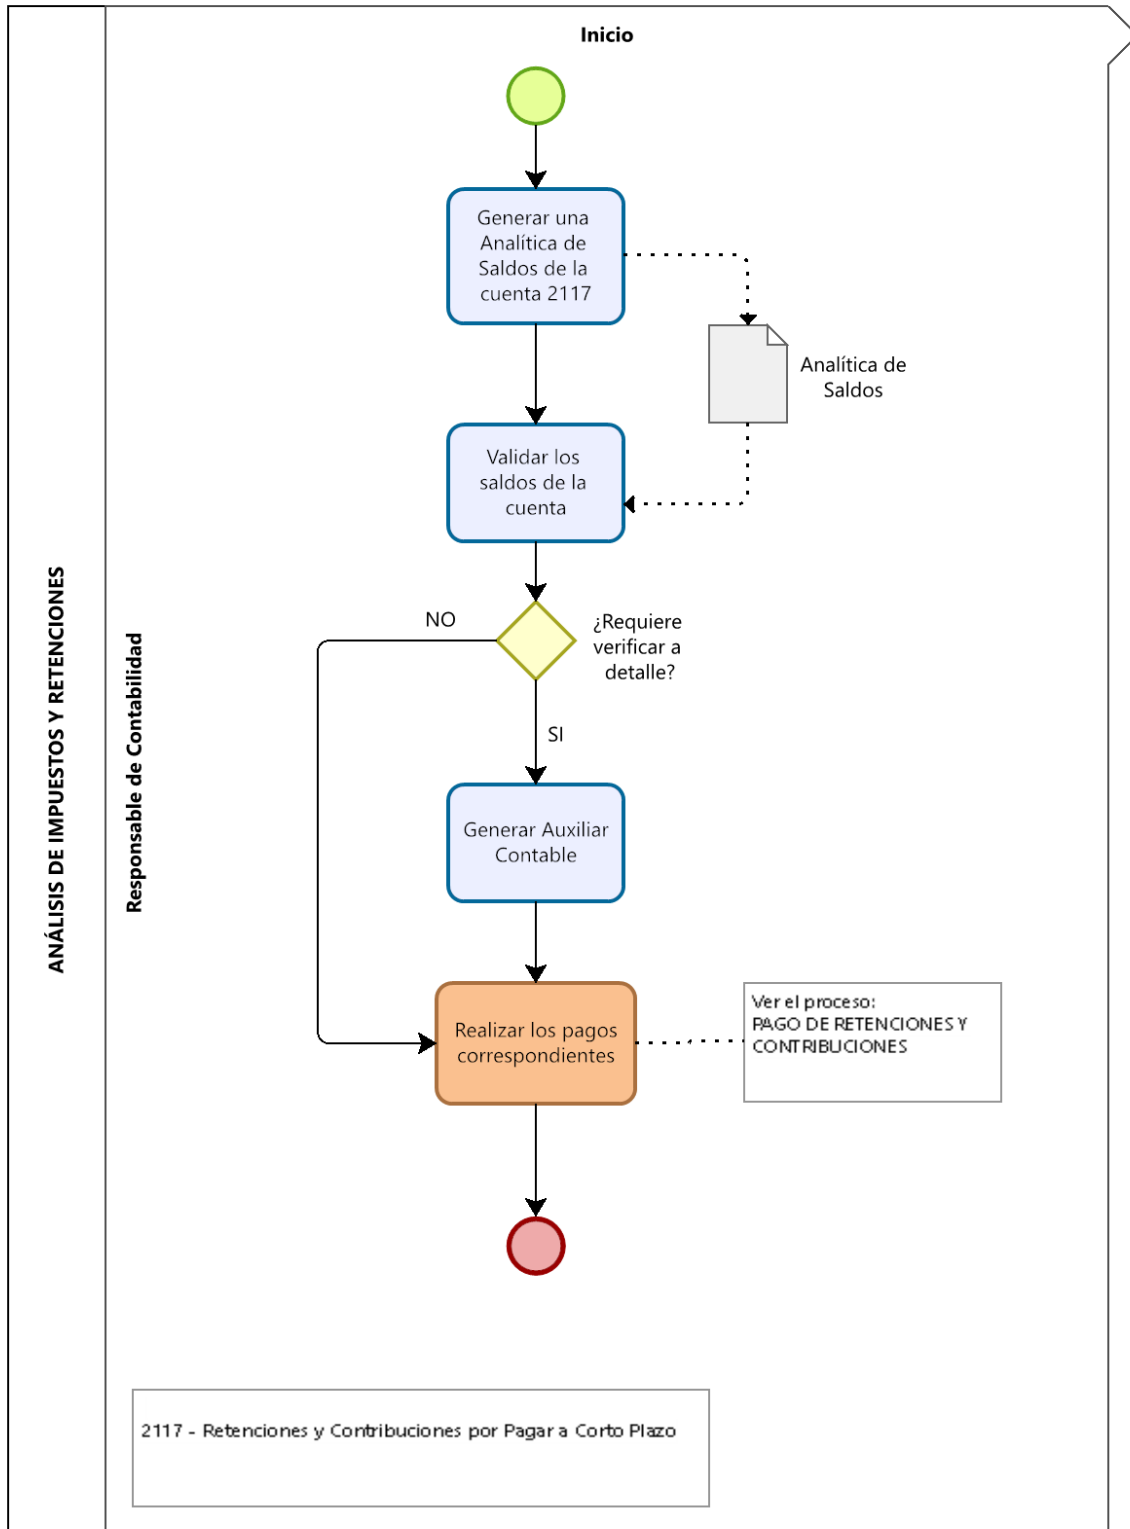 Inicio
Generar una
Analítica de
Saldos de la
cuenta 2117
Analítica de
Saldos
Validar los
saldos de la
cuenta
NO
¿Requiere
verificar a
detalle?
SI
Generar Auxiliar
Contable
Realizar los pagos
correspondientes
Ver el proceso:
PAGO DE RETENCIONES Y
CONTRIBUCIONES
ANÁLISIS DE IMPUESTOS Y RETENCIONES
Responsable de Contabilidad
2117 - Retenciones y Contribuciones por Pagar a Corto Plazo